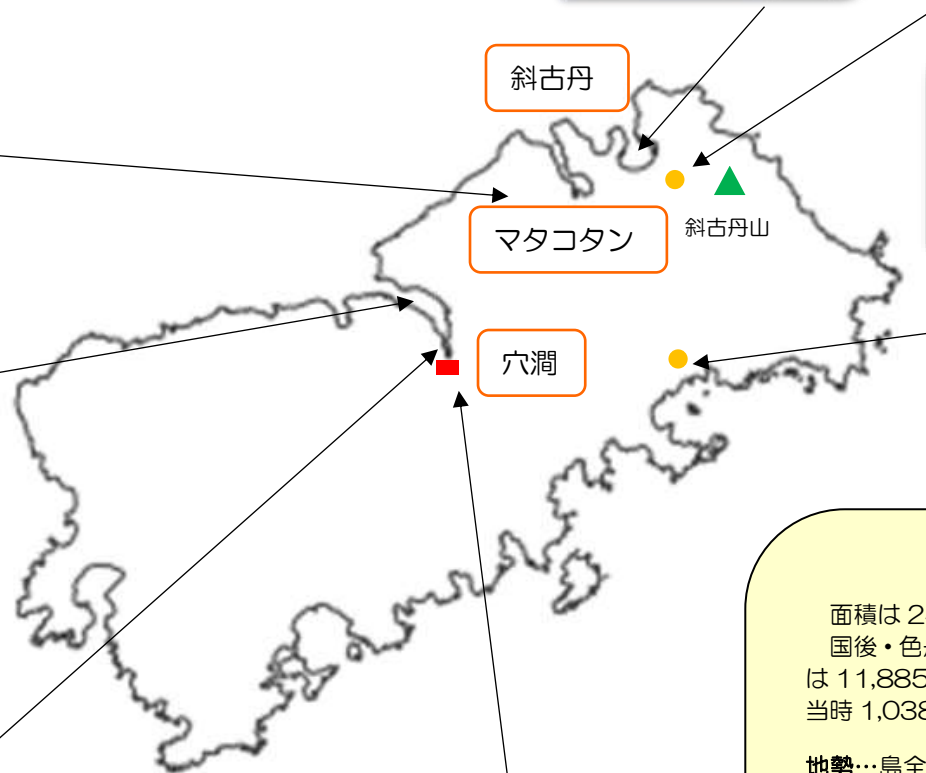 斜古丹
マタコタン
斜古丹山
穴澗
面積は 2
国後・色
は 11,885
当時 1,038
地勢…島全